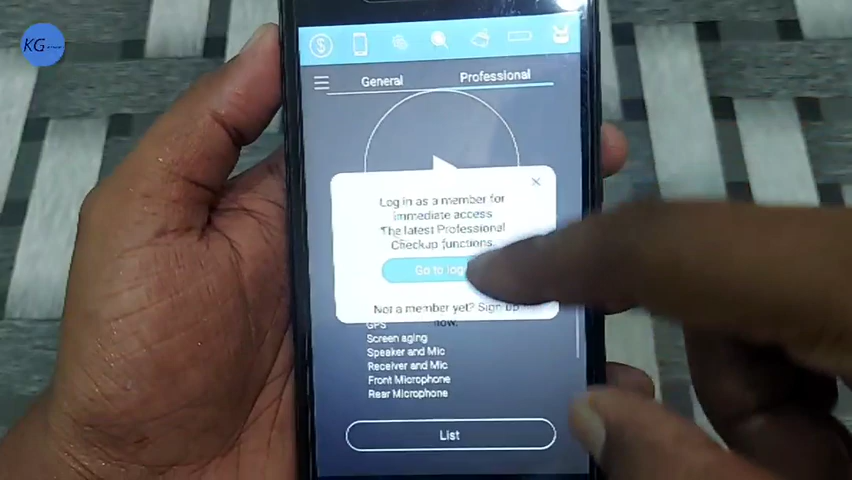 KG
General Professional
Log in as a member for
immediate access
The latest Professional
Checkup functions.
Go to log
Not a member yet? Sign up
now.
GPS
Screen aging
Speaker and Mic
Receiver and Mic
Front Microphone
Rear Microphone
List